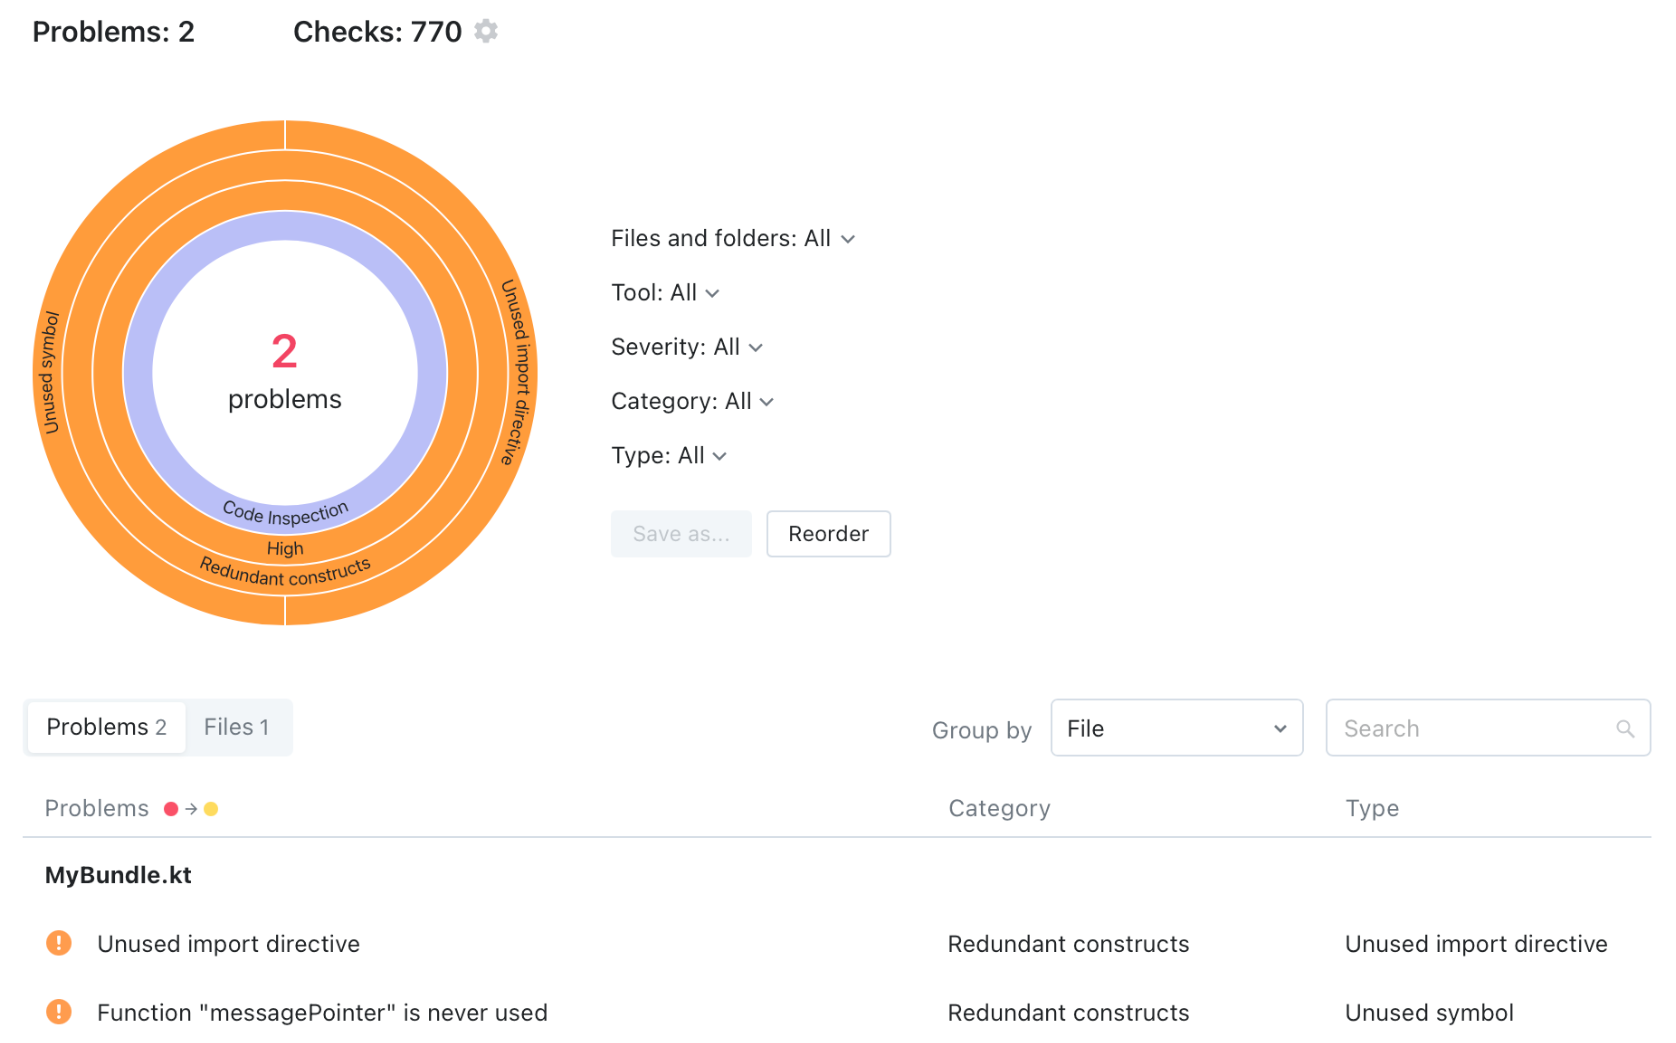 Problems: 2
Checks: 770
Unused symbol
Unused import directive
2
problems
Code Inspection
High
Redundant constructs
Files and folders: All
Tool: All
Severity: All
Category: All
Type: All
Save as...
Reorder
Problems 2
Files 1
Group by
File
Search
Problems
Category
Type
MyBundle.kt
Unused import directive
Redundant constructs
Unused import directive
Function "messagePointer" is never used
Redundant constructs
Unused symbol